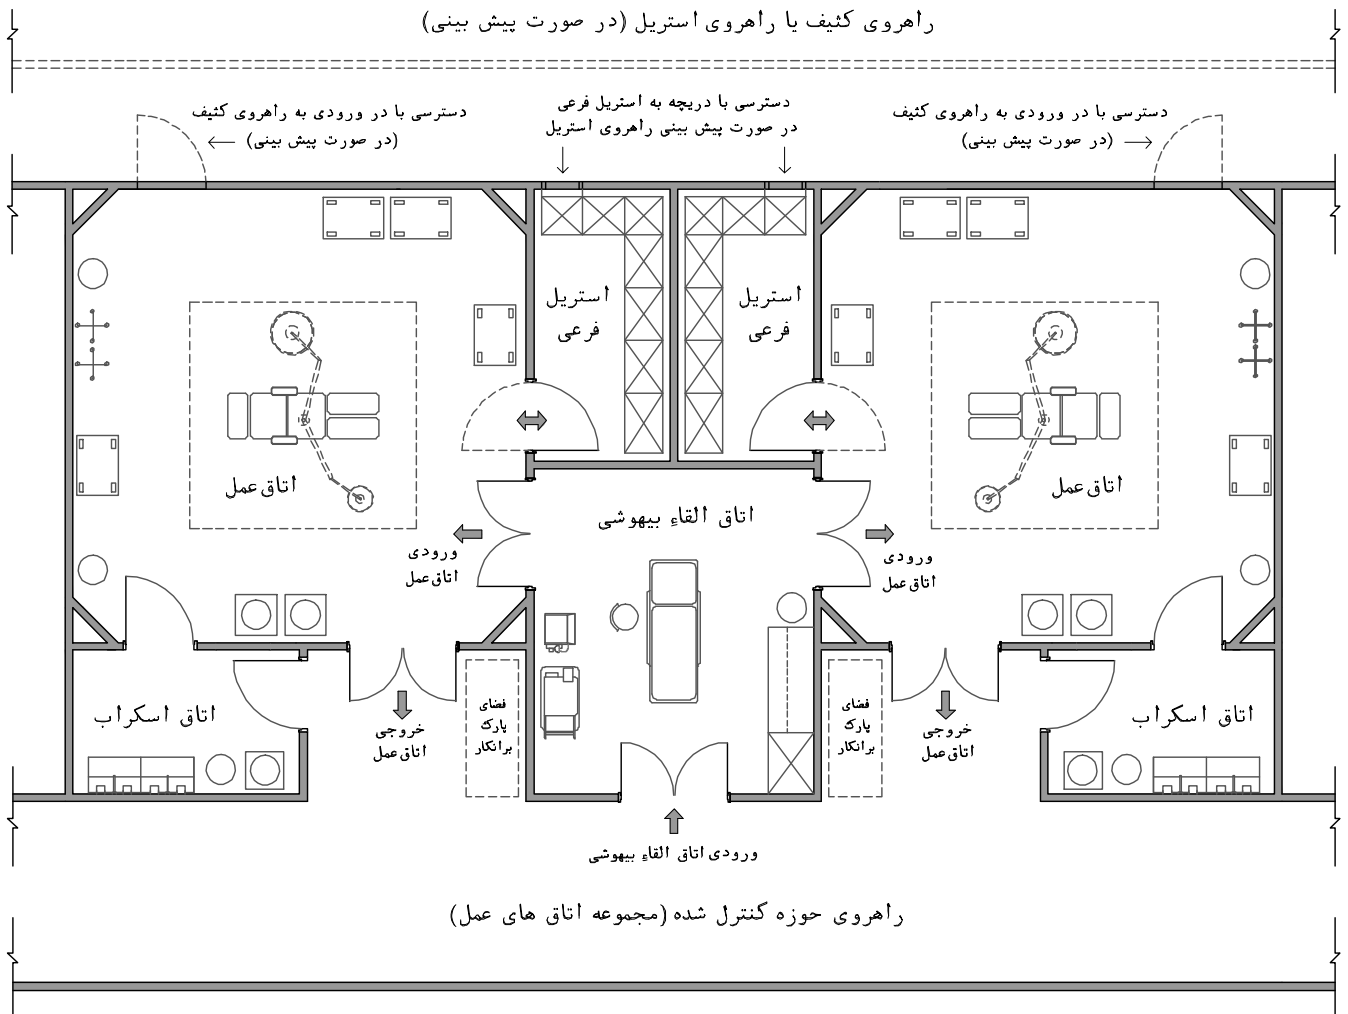 راهروی کثیف یا راهروی استریل (در صورت پیش بینی)
دسترسی با در ورودی به راهروی کثیف
(در صورت پیش بینی)
دسترسی با دریچه به استریل فرعی
در صورت پیش بینی راهروی استریل
دسترسی با در ورودی به راهروی کثیف
(در صورت پیش بینی)
استریل
فرعی
استریل
فرعی
اتاق عمل
اتاق عمل
اتاق القاء بیهوشی
ورودی
اتاق عمل
ورودی
اتاق عمل
اتاق اسکراب
خروجی
اتاق عمل
فضای
پارک
برانکار
فضای
پارک
برانکار
خروجی
اتاق عمل
اتاق اسکراب
ورودی اتاق القاء بیهوشی
راهروی حوزه کنترل شده (مجموعه اتاق های عمل)